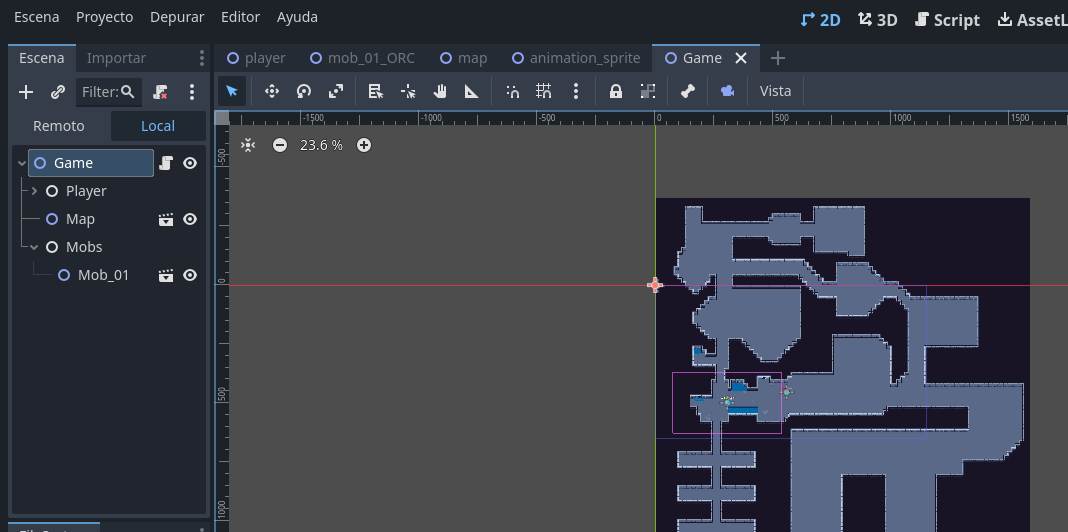 Escena Proyecto Depurar Editor Ayuda
2D 3D Script AssetL
Escena Importar
player mob_01_ORC map animation_sprite Game
Filter:
Vista
Remoto Local
-1500 -1000 -500 0 500 1000 1500
-500
23.6 %
Game
Player
Map
Mobs
Mob_01
0
500
1000